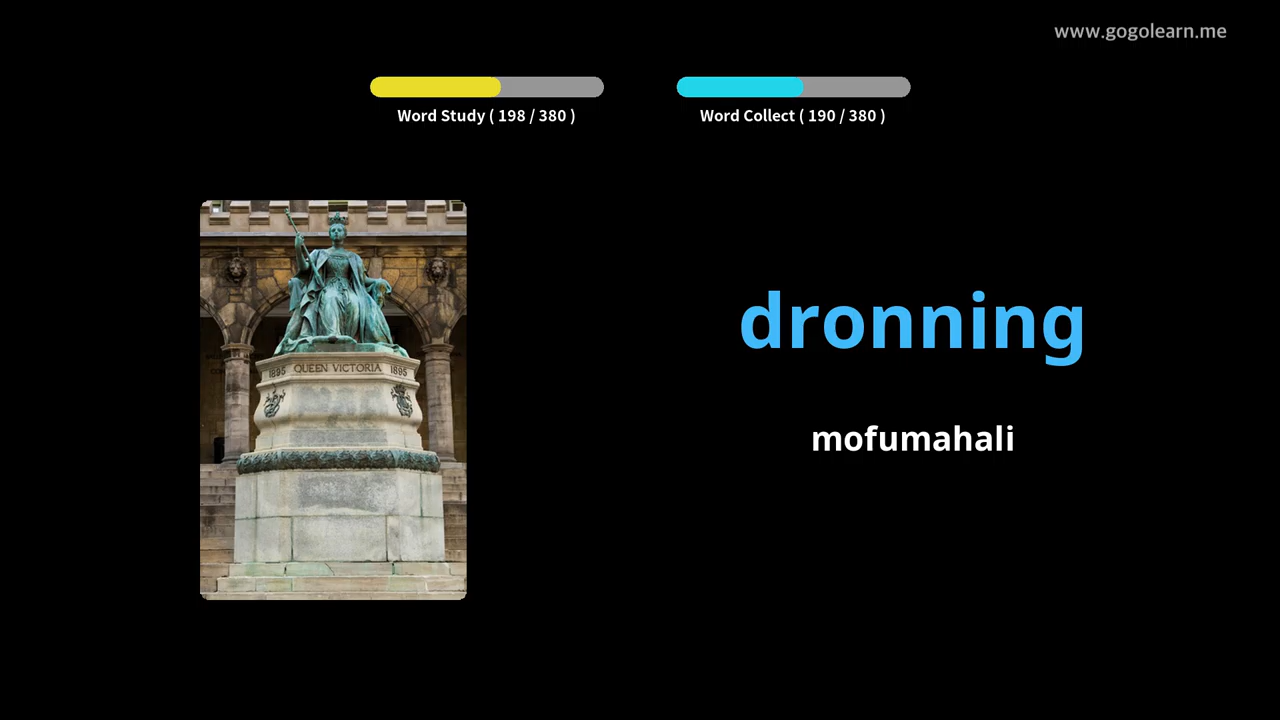 www.gogolearn.me
Word Study ( 198 / 380 )
Word Collect ( 190 / 380 )
1895 QUEEN VICTORIA 1895
dronning
mofumahali